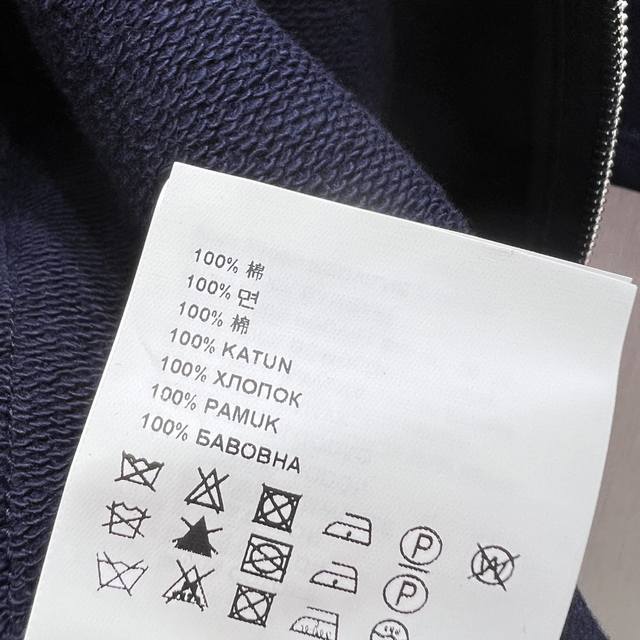 100% 棉
100% 면
100% 棉
100% KATUN
100% ХЛОПОК
100% PAMUK
100% БАВОВНА
P
W
P